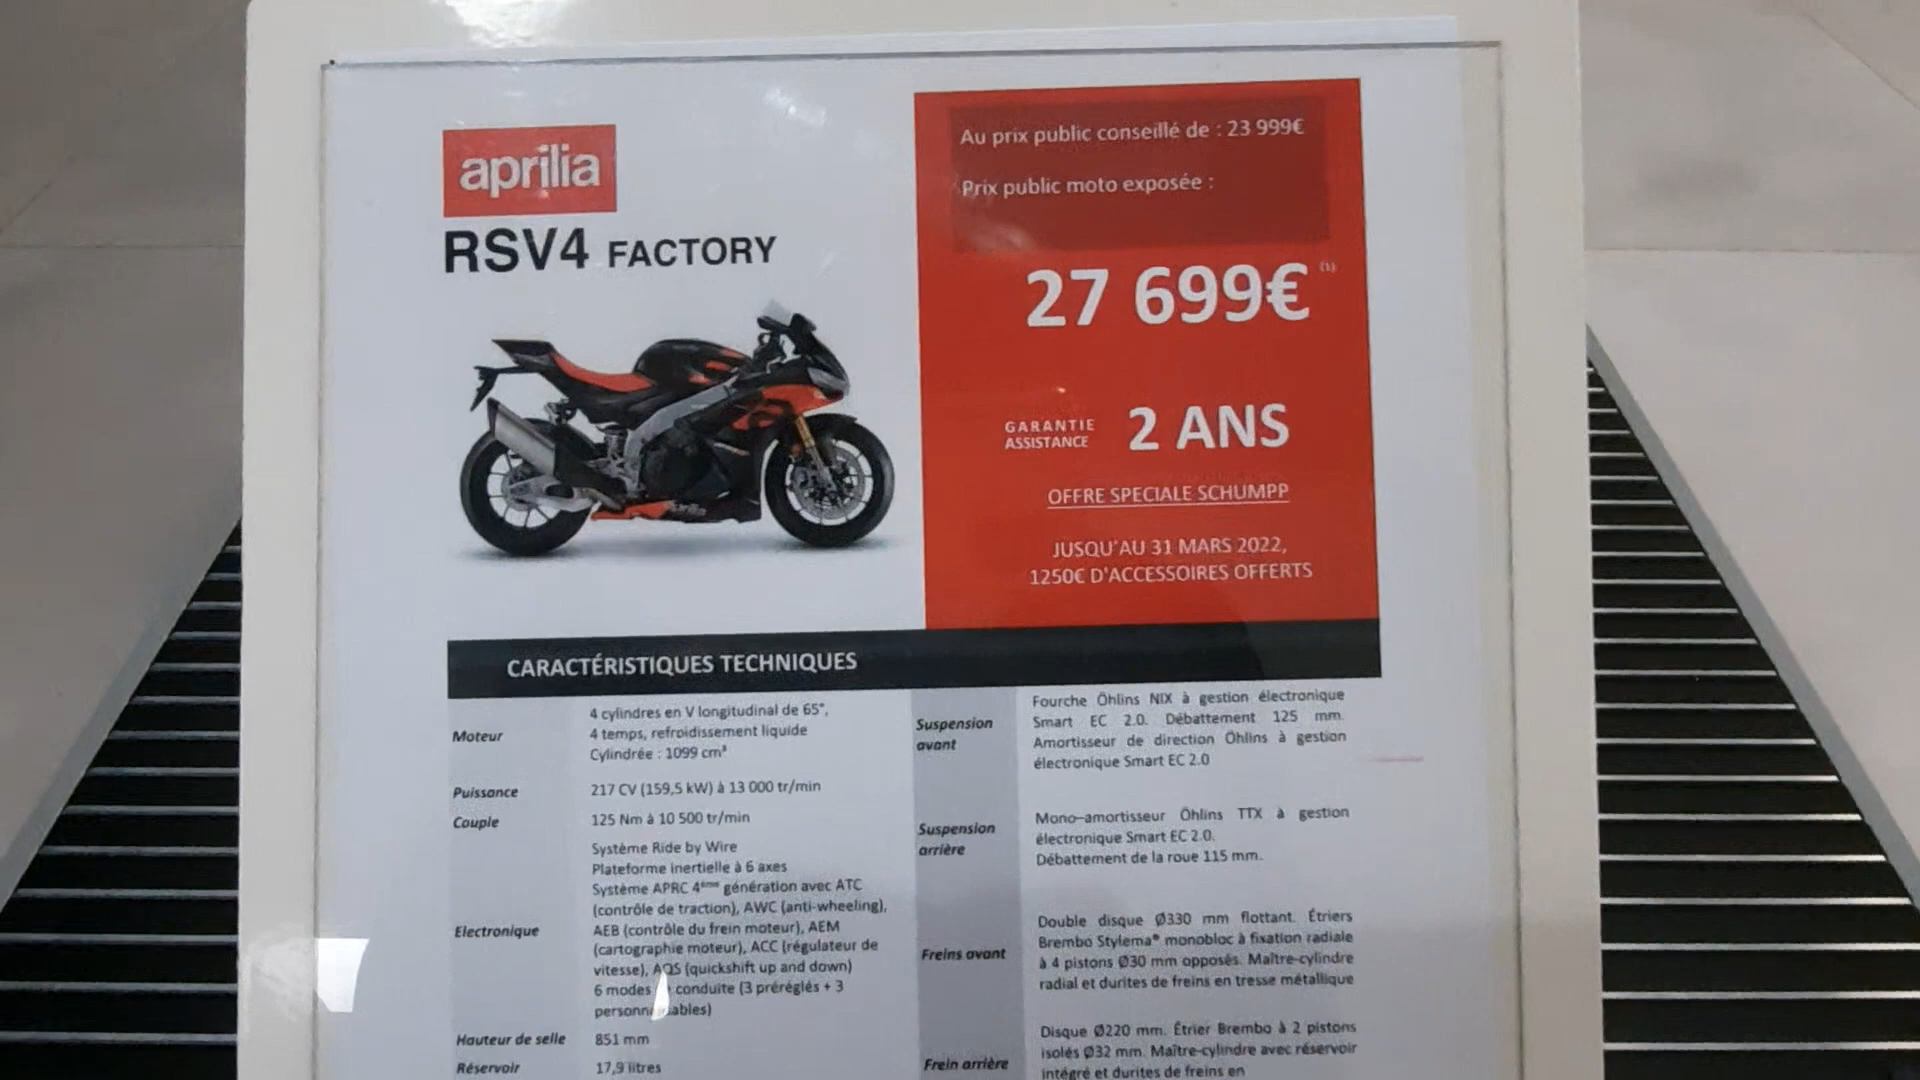 aprilia
RSV4 FACTORY
Au prix public conseillé de : 23 999€
Prix public moto exposée :
27 699€ (1)
GARANTIE
ASSISTANCE
2 ANS
OFFRE SPECIALE SCHUMPP
JUSQU'AU 31 MARS 2022,
1250€ D'ACCESSOIRES OFFERTS
CARACTÉRISTIQUES TECHNIQUES
Moteur
4 cylindres en V longitudinal de 65°,
4 temps, refroidissement liquide
Cylindrée : 1099 cm³
Puissance
217 CV (159,5 kW) à 13 000 tr/min
Couple
125 Nm à 10 500 tr/min
Electronique
Système Ride by Wire
Plateforme inertielle à 6 axes
Système APRC 4ème génération avec ATC
(contrôle de traction), AWC (anti-wheeling),
AEB (contrôle du frein moteur), AEM
(cartographie moteur), ACC (régulateur de
vitesse), AQS (quickshift up and down)
6 modes conduite (3 préréglés + 3
Hauteur de selle
851 mm
Réservoir
17,9 litres
Suspension
avant
Fourche Öhlins NIX à gestion électronique
Smart EC 2.0. Débattement 125 mm.
Amortisseur de direction Öhlins à gestion
électronique Smart EC 2.0
Suspension
arrière
Mono–amortisseur Öhlins TTX à gestion
électronique Smart EC 2.0.
Débattement de la roue 115 mm.
Freins avant
Double disque Ø330 mm flottant. Étriers
Brembo Stylema® monobloc à fixation radiale
à 4 pistons Ø30 mm opposés. Maître-cylindre
radial et durites de freins en tresse métallique
Frein arrière
Disque Ø220 mm. Étrier Brembo à 2 pistons
isolés Ø32 mm. Maître-cylindre avec réservoir
intégré et durites de freins en